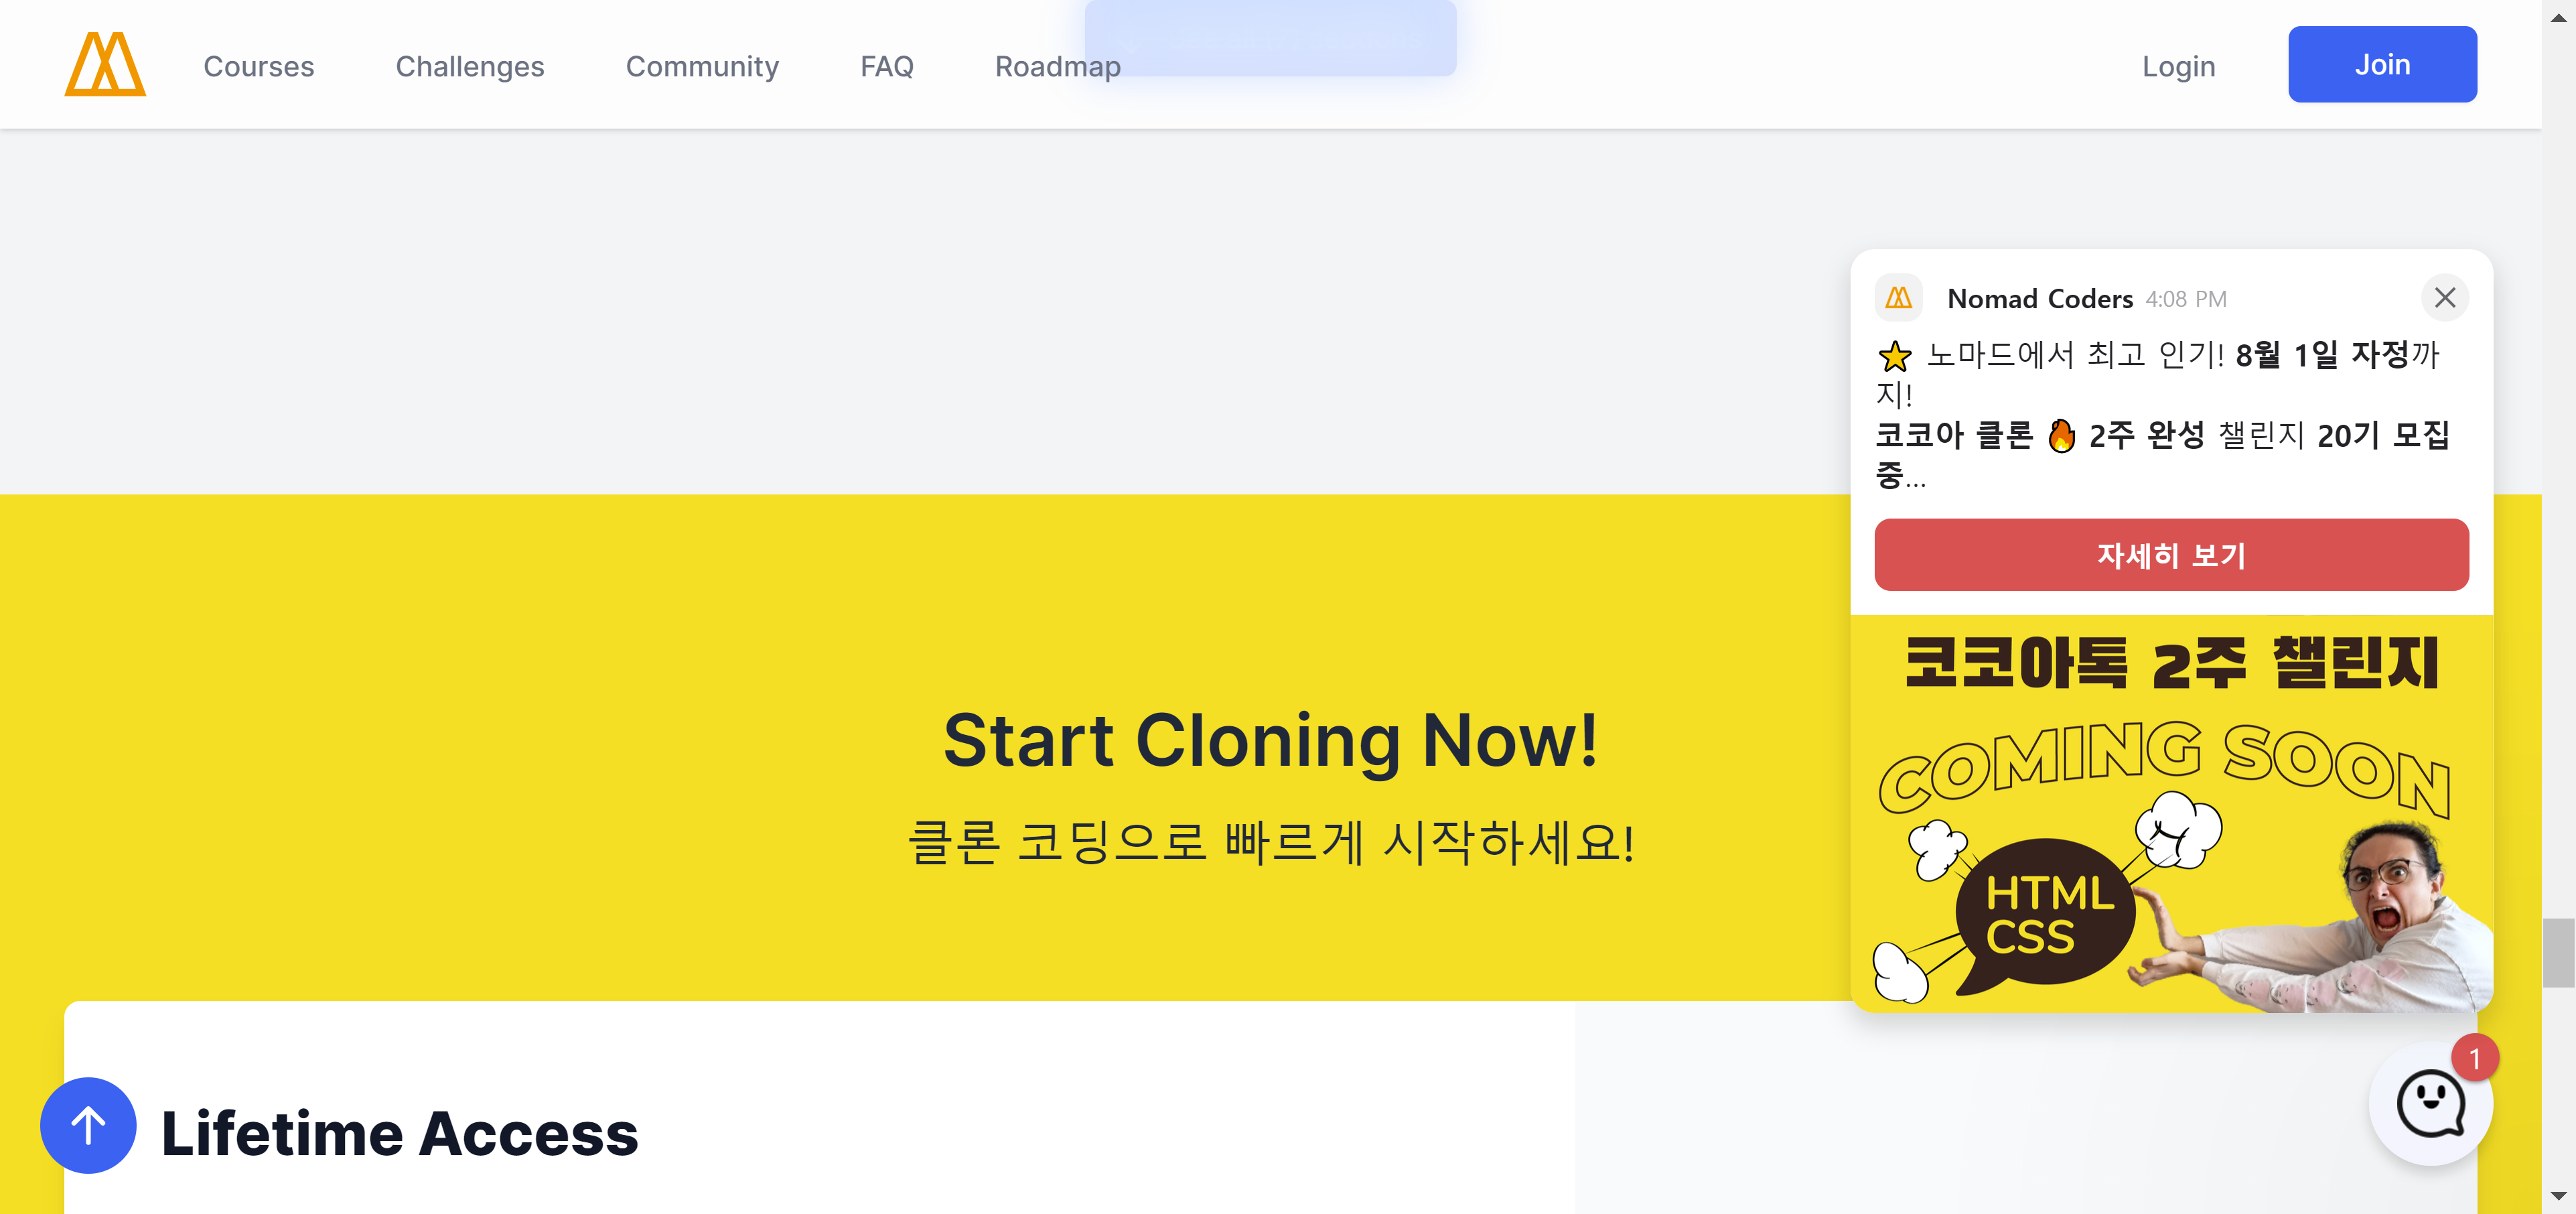 Courses
Challenges
Community
FAQ
Roadmap
Login
Join
Nomad Coders 4:08 PM
노마드에서 최고 인기! 8월 1일 자정까
지!
코코아 클론 🔥 2주 완성 챌린지 20기 모집
중...
자세히 보기
코코아톡 2주 챌린지
COMING SOON
HTML
CSS
Start Cloning Now!
클론 코딩으로 빠르게 시작하세요!
1
Lifetime Access